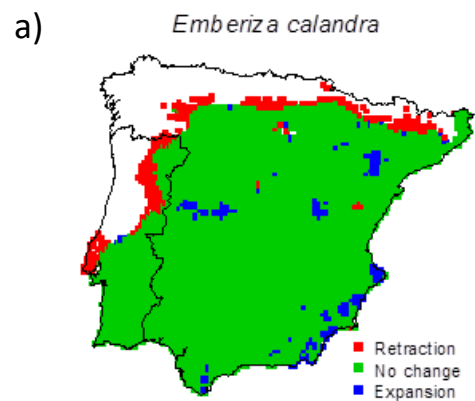 a)
Emberiza calandra
Retraction
No change
Expansion